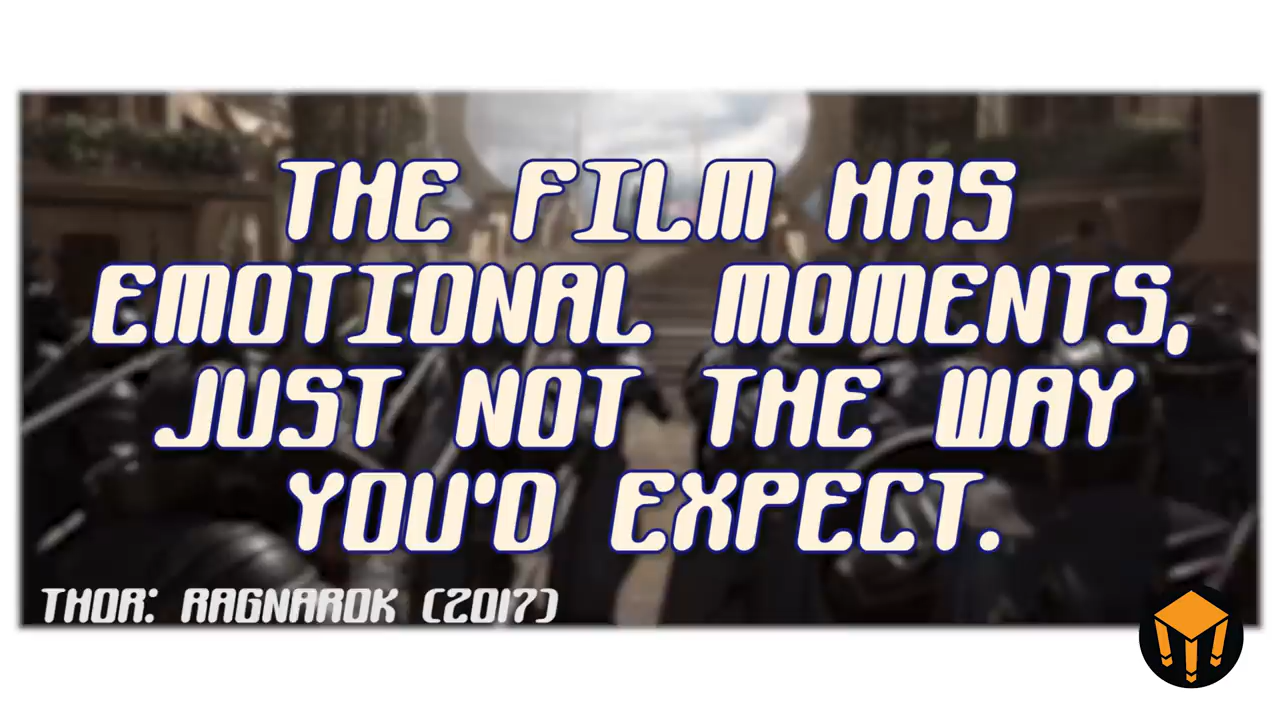 THE FILM HAS
EMOTIONAL MOMENTS,
JUST NOT THE WAY
YOU'D EXPECT.
THOR: RAGNAROK (2017)